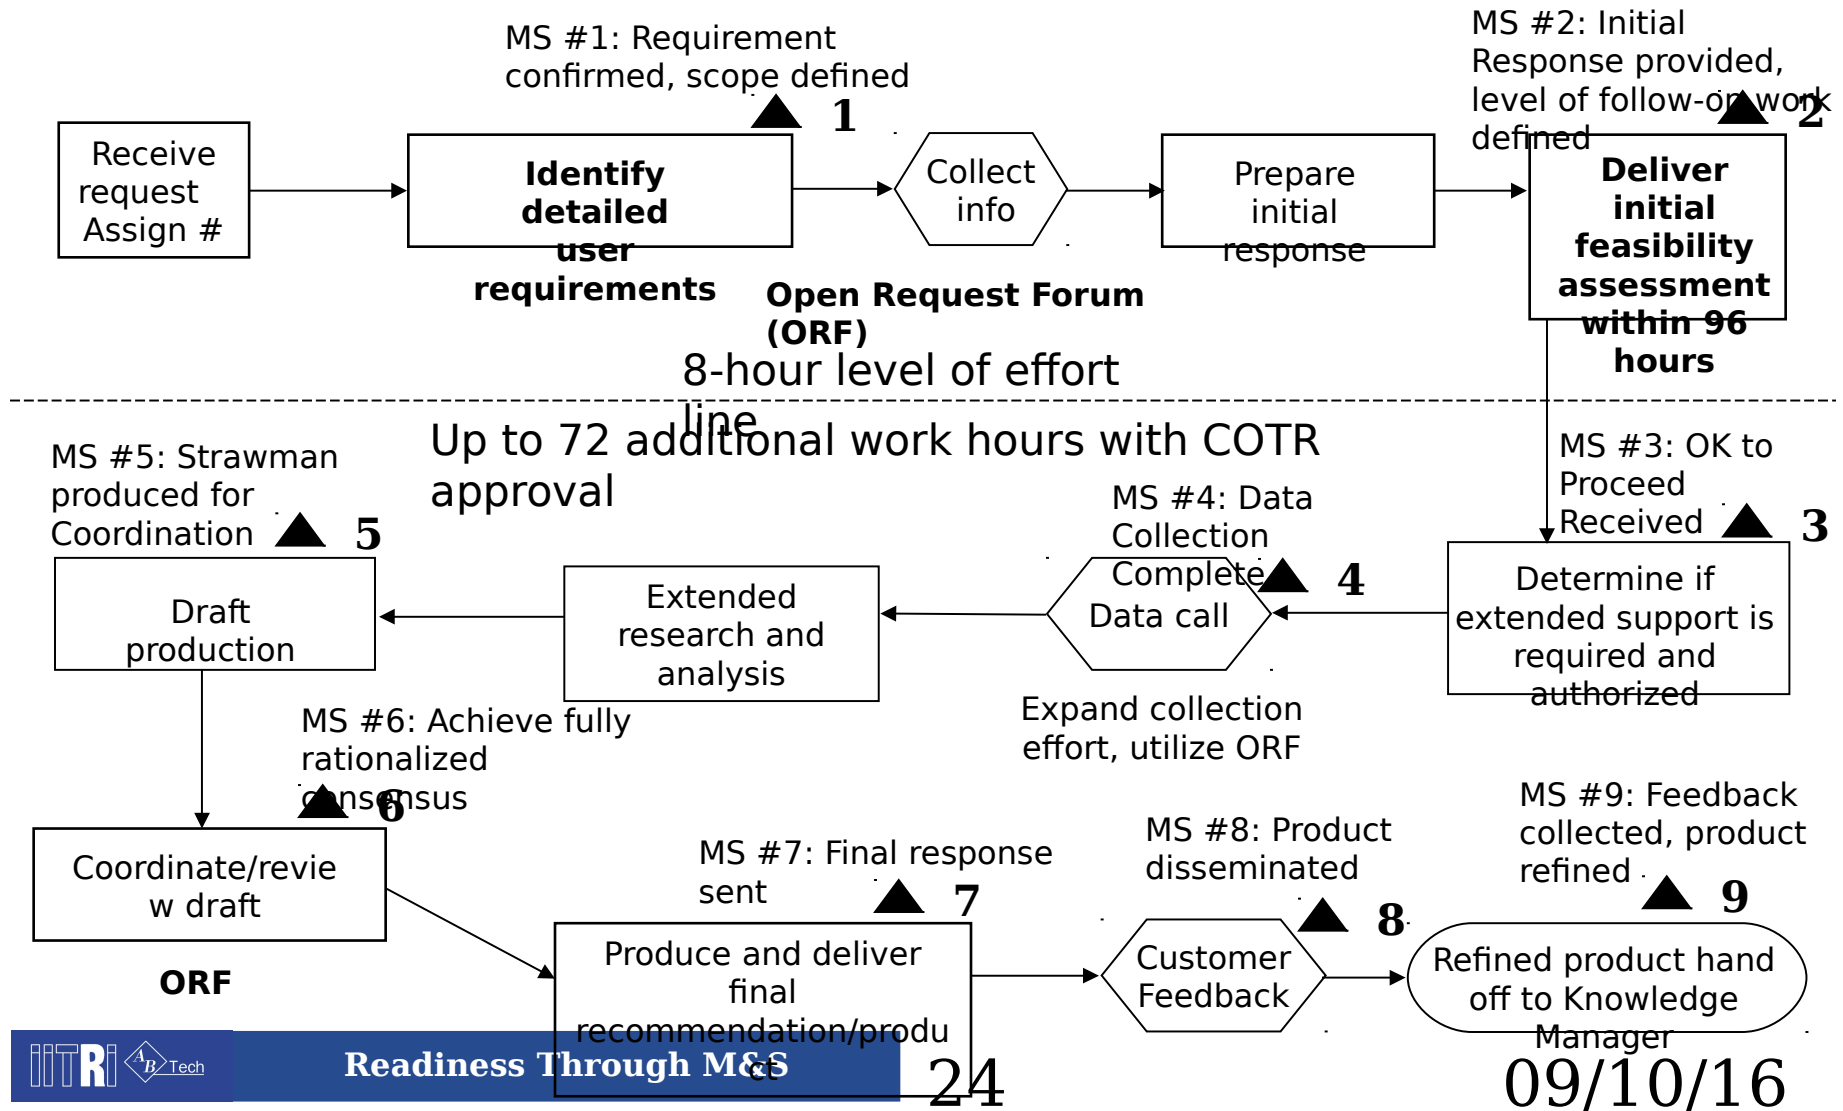 MS #1: Requirement
confirmed, scope defined
1
MS #2: Initial
Response provided,
level of follow-on work
defined
2
Receive
request
Assign #
Identify
detailed
user
requirements
Collect
info
Prepare
initial
response
Deliver
initial
feasibility
assessment
within 96
hours
Open Request Forum
(ORF)
8-hour level of effort
line
Up to 72 additional work hours with COTR
approval
MS #5: Strawman
produced for
Coordination
5
MS #4: Data
Collection
Complete
4
MS #3: OK to
Proceed
Received
3
Draft
production
Extended
research and
analysis
Data call
Determine if
extended support is
required and
authorized
Expand collection
effort, utilize ORF
MS #6: Achieve fully
rationalized
consensus
6
Coordinate/revie
w draft
ORF
MS #7: Final response
sent
7
MS #8: Product
disseminated
8
MS #9: Feedback
collected, product
refined
9
Produce and deliver
final
recommendation/produ
ct
Customer
Feedback
Refined product hand
off to Knowledge
Manager
IITRI
AB Tech
Readiness Through M&S
24
09/10/16